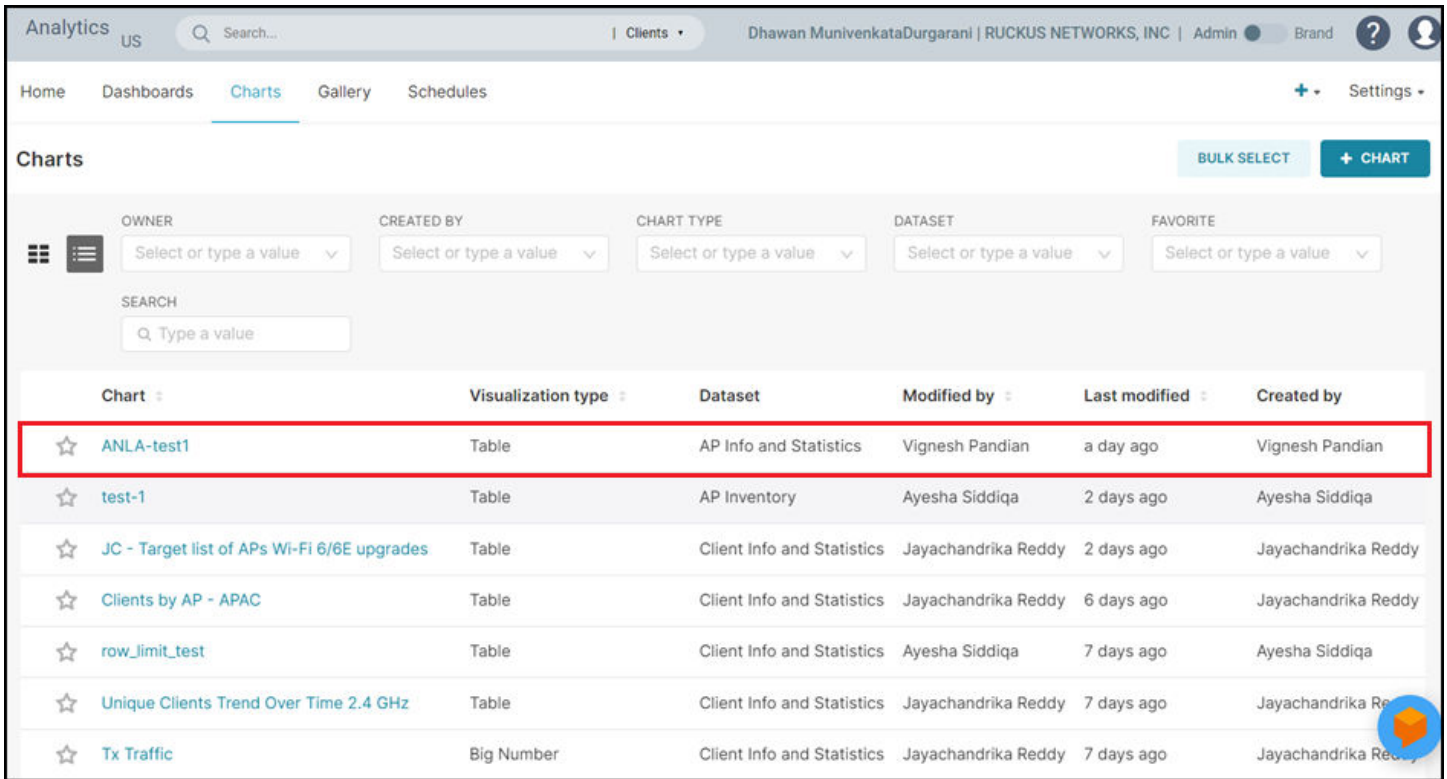 Analytics US Search... | Clients Dhawan MunivenkataDurgarani | RUCKUS NETWORKS, INC | Admin Brand ?
Home Dashboards Charts Gallery Schedules + Settings
Charts BULK SELECT + CHART
OWNER CREATED BY CHART TYPE DATASET FAVORITE
Select or type a value Select or type a value Select or type a value Select or type a value Select or type a value
SEARCH
Type a value
Chart Visualization type Dataset Modified by Last modified Created by
ANLA-test1 Table AP Info and Statistics Vignesh Pandian a day ago Vignesh Pandian
test-1 Table AP Inventory Ayesha Siddiqa 2 days ago Ayesha Siddiqa
JC - Target list of APs Wi-Fi 6/6E upgrades Table Client Info and Statistics Jayachandrika Reddy 2 days ago Jayachandrika Reddy
Clients by AP - APAC Table Client Info and Statistics Jayachandrika Reddy 6 days ago Jayachandrika Reddy
row_limit_test Table Client Info and Statistics Ayesha Siddiqa 7 days ago Ayesha Siddiqa
Unique Clients Trend Over Time 2.4 GHz Table Client Info and Statistics Jayachandrika Reddy 7 days ago Jayachandrika
Tx Traffic Big Number Client Info and Statistics Jayachandrika Reddy 7 days ago Jayachandrika